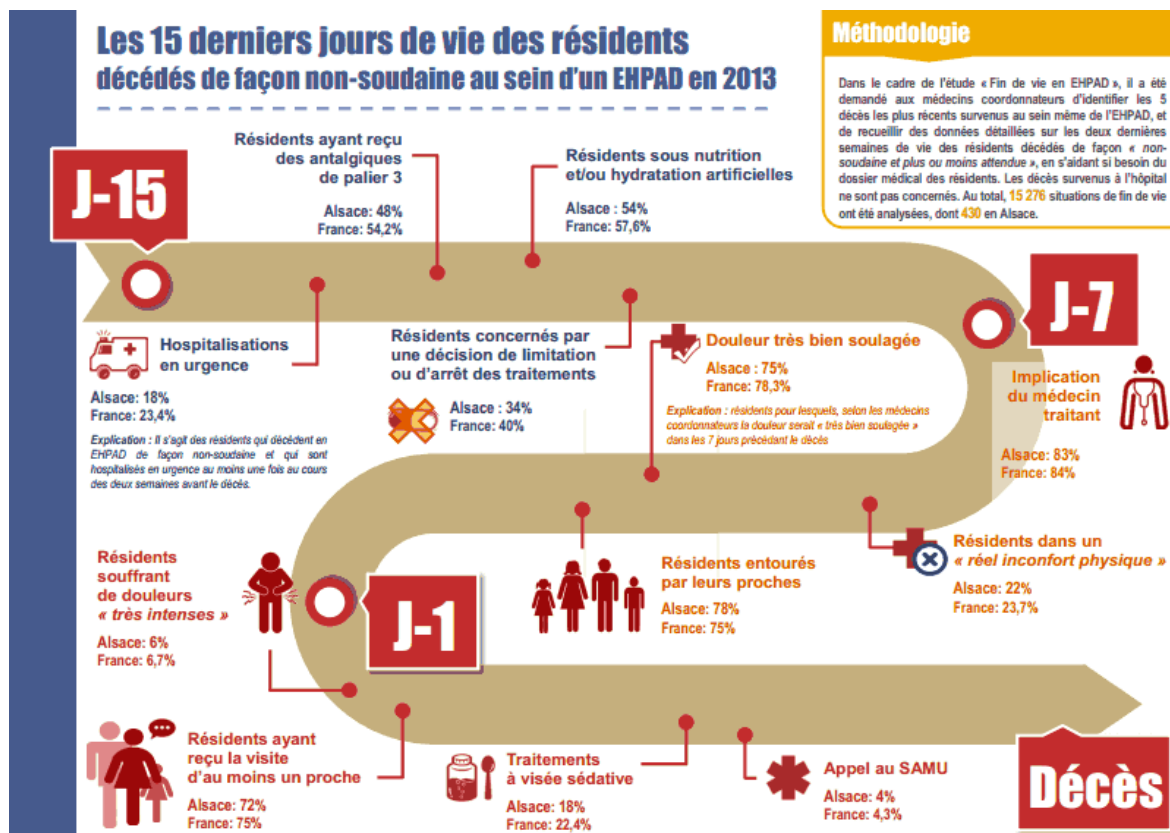 Les 15 derniers jours de vie des résidents
décédés de façon non-soudaine au sein d'un EHPAD en 2013
Méthodologie
Dans le cadre de l'étude « Fin de vie en EHPAD », il a été
demandé aux médecins coordonnateurs d'identifier les 5
décès les plus récents survenus au sein même de l'EHPAD, et
de recueillir des données détaillées sur les deux dernières
semaines de vie des résidents décédés de façon « non-
soudaine et plus ou moins attendue », en s'aidant si besoin du
dossier médical des résidents. Les décès survenus à l'hôpital
ne sont pas concernés. Au total, 15 276 situations de fin de vie
ont été analysées, dont 430 en Alsace.
J-15
Résidents ayant reçu
des antalgiques
de palier 3
Alsace: 48%
France: 54,2%
Résidents sous nutrition
et/ou hydratation artificielles
Alsace : 54%
France: 57,6%
Hospitalisations
en urgence
Alsace: 18%
France: 23,4%
Explication : Il s'agit des résidents qui décèdent en
EHPAD de façon non-soudaine et qui sont
hospitalisés en urgence au moins une fois au cours
des deux semaines avant le décès.
Résidents concernés par
une décision de limitation
ou d'arrêt des traitements
Alsace : 34%
France: 40%
J-7
Douleur très bien soulagée
Alsace : 75%
France: 78,3%
Explication : résidents pour lesquels, selon les médecins
coordonnateurs la douleur serait « très bien soulagée »
dans les 7 jours précédant le décès
Implication
du médecin
traitant
Alsace: 83%
France: 84%
Résidents entourés
par leurs proches
Alsace: 78%
France: 75%
Résidents dans un
« réel inconfort physique »
Alsace: 22%
France: 23,7%
J-1
Résidents
souffrant
de douleurs
« très intenses »
Alsace: 6%
France: 6,7%
Résidents ayant
reçu la visite
d'au moins un proche
Alsace: 72%
France: 75%
Traitements
à visée sédative
Alsace: 18%
France: 22,4%
Appel au SAMU
Alsace: 4%
France: 4,3%
Décès